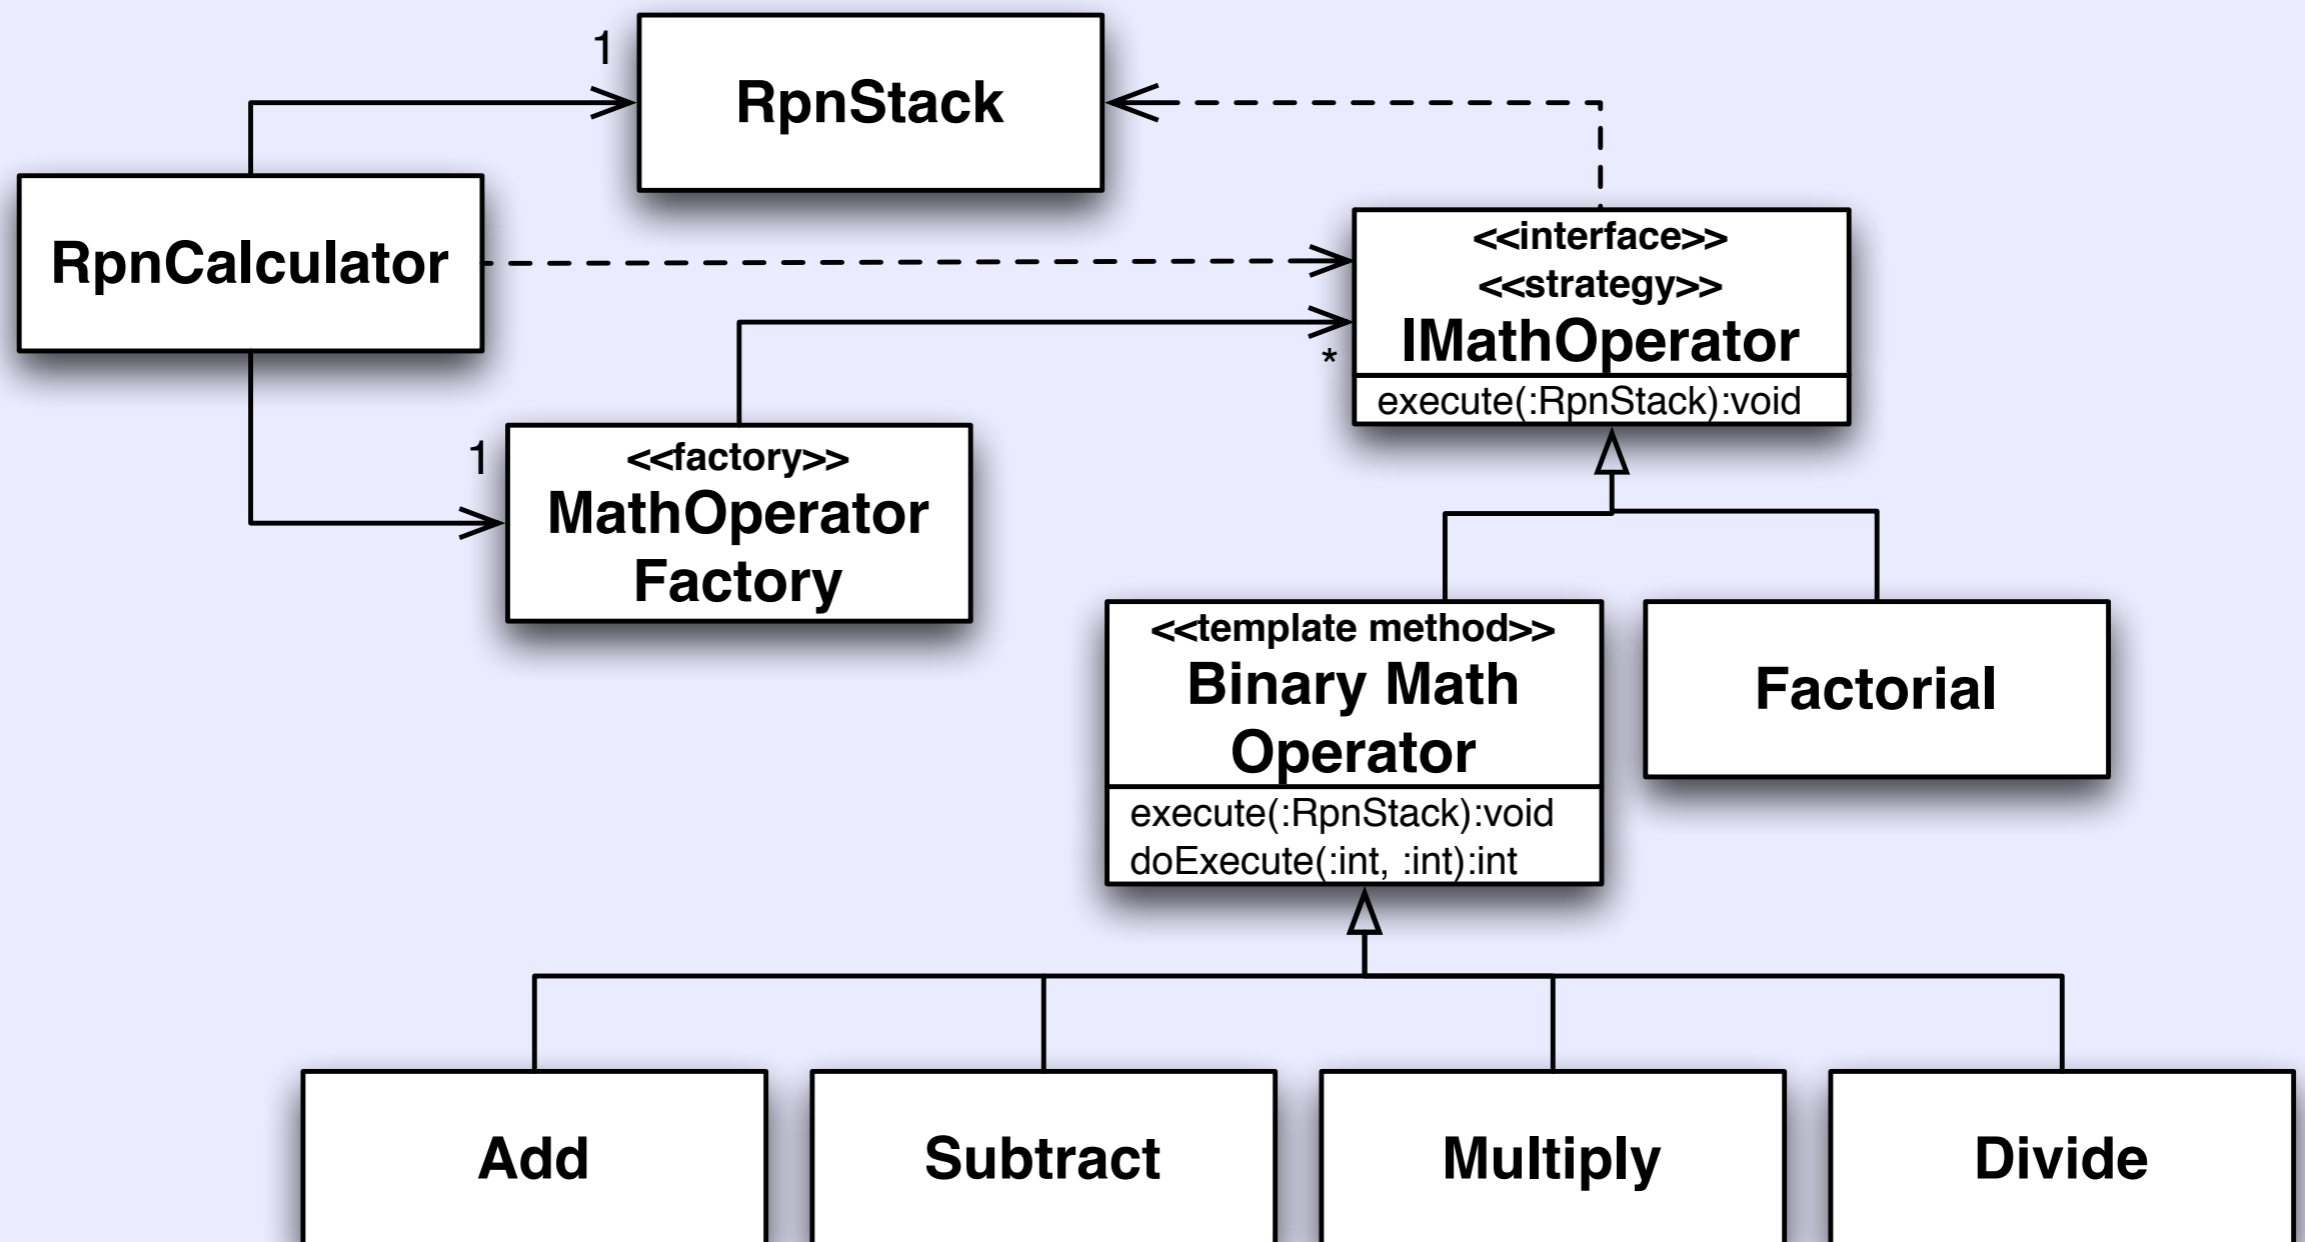 1
RpnStack
RpnCalculator
<<interface>>
<<strategy>>
IMathOperator
execute(:RpnStack):void
*
1
<<factory>>
MathOperator
Factory
<<template method>>
Binary Math
Operator
execute(:RpnStack):void
doExecute(:int, :int):int
Factorial
Add
Subtract
Multiply
Divide